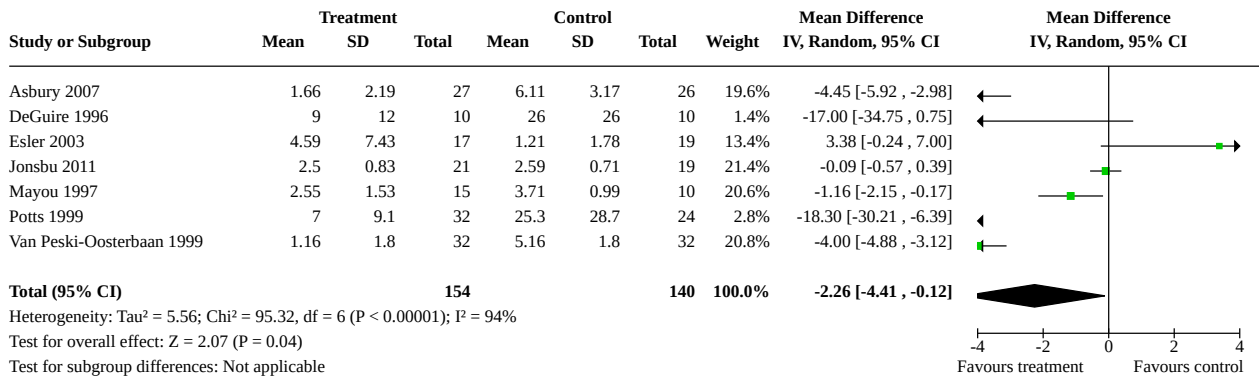 Treatment Control Mean Difference Mean Difference
Study or Subgroup Mean SD Total Mean SD Total Weight IV, Random, 95% CI IV, Random, 95% CI
Asbury 2007 1.66 2.19 27 6.11 3.17 26 19.6% -4.45 [-5.92 , -2.98]
DeGuire 1996 9 12 10 26 26 10 1.4% -17.00 [-34.75 , 0.75]
Esler 2003 4.59 7.43 17 1.21 1.78 19 13.4% 3.38 [-0.24 , 7.00]
Jonsbu 2011 2.5 0.83 21 2.59 0.71 19 21.4% -0.09 [-0.57 , 0.39]
Mayou 1997 2.55 1.53 15 3.71 0.99 10 20.6% -1.16 [-2.15 , -0.17]
Potts 1999 7 9.1 32 25.3 28.7 24 2.8% -18.30 [-30.21 , -6.39]
Van Peski-Oosterbaan 1999 1.16 1.8 32 5.16 1.8 32 20.8% -4.00 [-4.88 , -3.12]
Total (95% CI) 154 140 100.0% -2.26 [-4.41 , -0.12]
Heterogeneity: Tau² = 5.56; Chi² = 95.32, df = 6 (P < 0.00001); I² = 94%
Test for overall effect: Z = 2.07 (P = 0.04) -4 -2 0 2 4
Test for subgroup differences: Not applicable Favours treatment Favours control